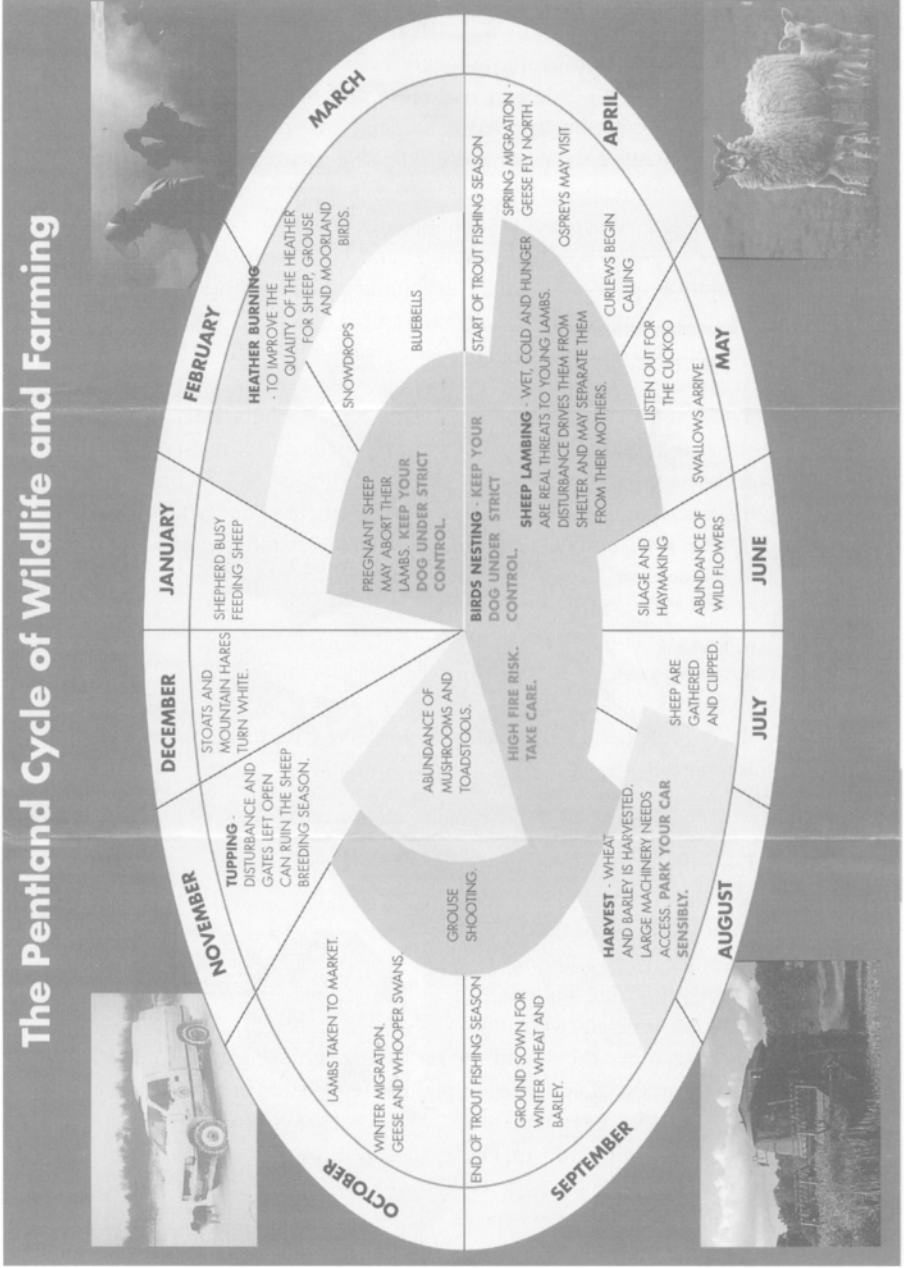 The Pentland Cycle of Wildlife and Farming
JANUARY
SHEPHERD BUSY
FEEDING SHEEP
PREGNANT SHEEP
MAY ABORT THEIR
LAMBS. KEEP YOUR
DOG UNDER STRICT
CONTROL.
FEBRUARY
HEATHER BURNING
- TO IMPROVE THE
QUALITY OF THE HEATHER
FOR SHEEP, GROUSE
AND MOORLAND
BIRDS.
SNOWDROPS
MARCH
BLUEBELLS
START OF TROUT FISHING SEASON
APRIL
SPRING MIGRATION -
GEESE FLY NORTH.
OSPREYS MAY VISIT
CURLEWS BEGIN
CALLING
BIRDS NESTING - KEEP YOUR
DOG UNDER STRICT
CONTROL.
SHEEP LAMBING - WET, COLD AND HUNGER
ARE REAL THREATS TO YOUNG LAMBS.
DISTURBANCE DRIVES THEM FROM
SHELTER AND MAY SEPARATE THEM
FROM THEIR MOTHERS.
MAY
LISTEN OUT FOR
THE CUCKOO
SWALLOWS ARRIVE
JUNE
SILAGE AND
HAYMAKING
ABUNDANCE OF
WILD FLOWERS
JULY
SHEEP ARE
GATHERED
AND CLIPPED.
HIGH FIRE RISK.
TAKE CARE.
AUGUST
HARVEST - WHEAT
AND BARLEY IS HARVESTED.
LARGE MACHINERY NEEDS
ACCESS. PARK YOUR CAR
SENSIBLY.
GROUSE
SHOOTING.
SEPTEMBER
GROUND SOWN FOR
WINTER WHEAT AND
BARLEY.
END OF TROUT FISHING SEASON
OCTOBER
WINTER MIGRATION.
GEESE AND WHOOPER SWANS.
LAMBS TAKEN TO MARKET.
ABUNDANCE OF
MUSHROOMS AND
TOADSTOOLS.
NOVEMBER
TUPPING -
DISTURBANCE AND
GATES LEFT OPEN
CAN RUIN THE SHEEP
BREEDING SEASON.
DECEMBER
STOATS AND
MOUNTAIN HARES
TURN WHITE.